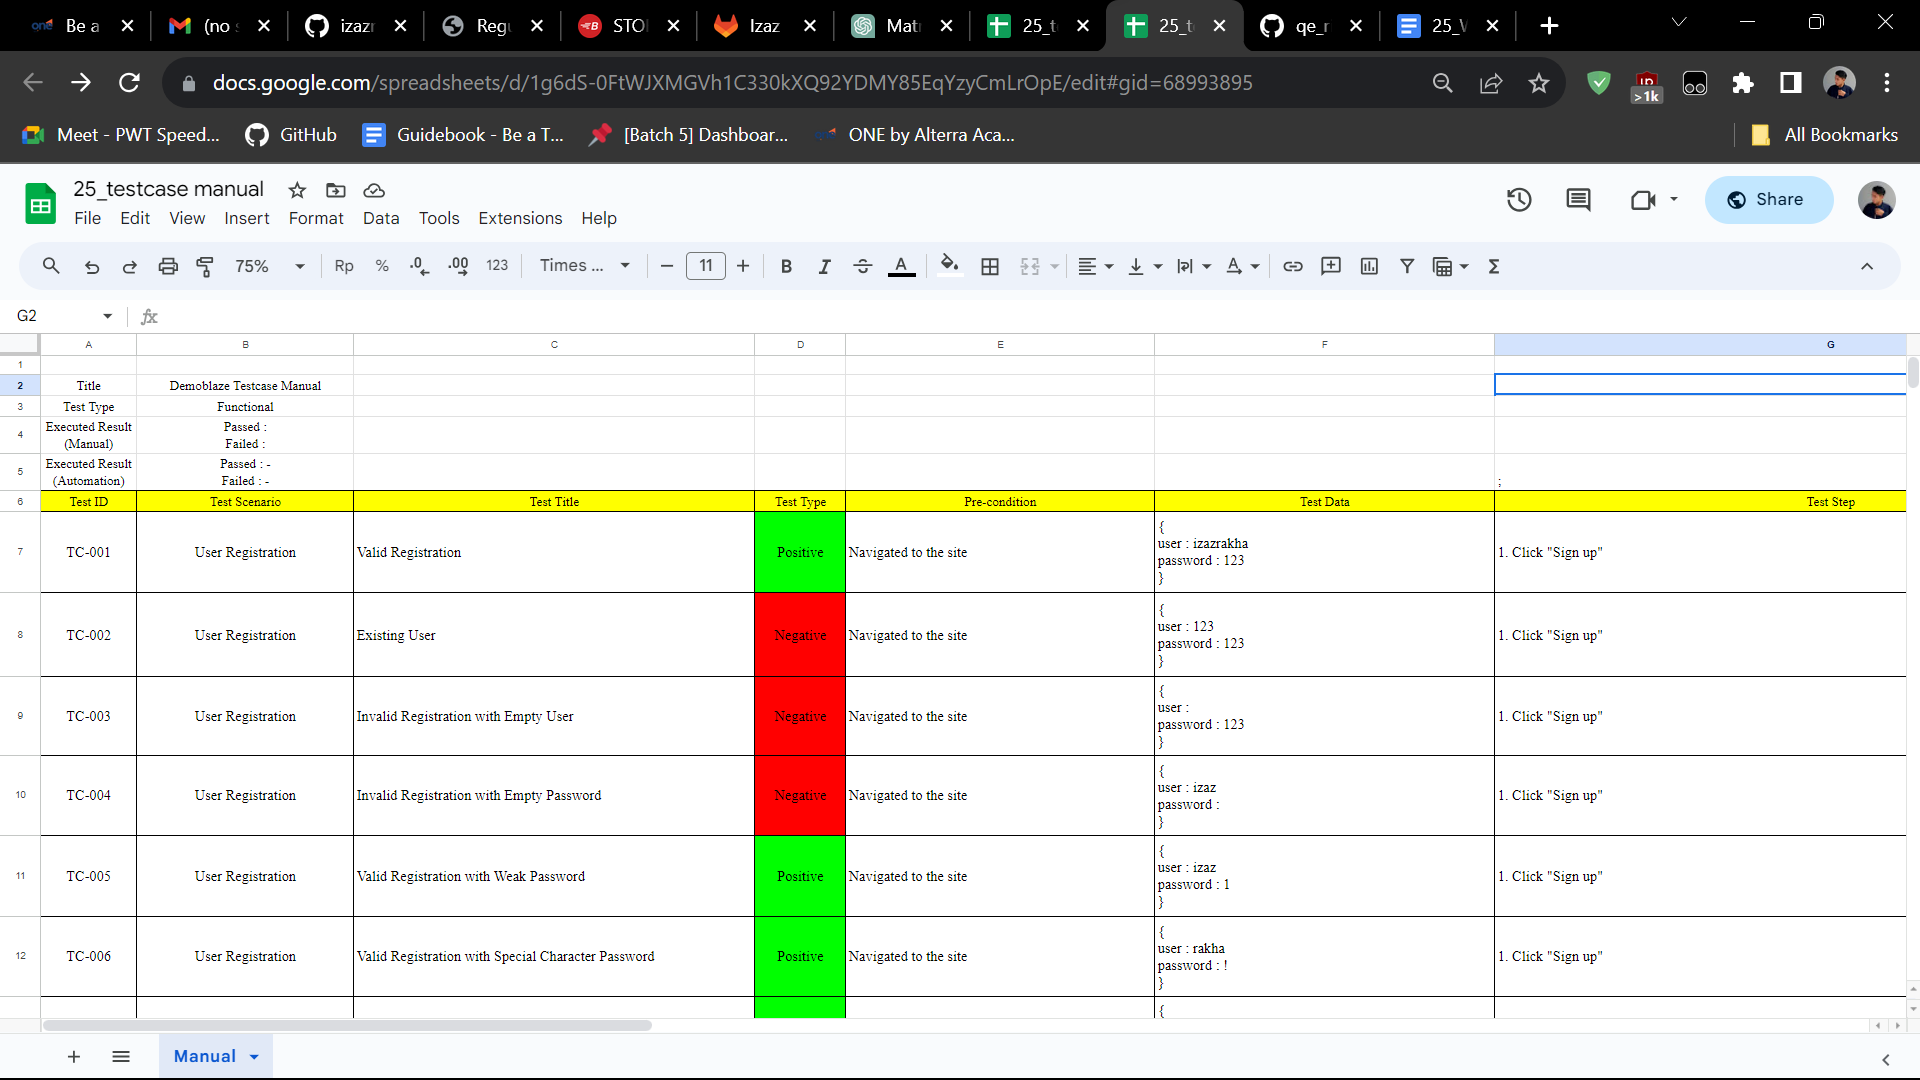 Be a
(no s
izazr
Regu
STO
Izaz
Matr
25_t
25_t
qe_r
25_V
docs.google.com/spreadsheets/d/1g6dS-0FtWJXMGVh1C330kXQ92YDMY85EqYzyCmLrOpE/edit#gid=68993895
>1k
Meet - PWT Speed...
GitHub
Guidebook - Be a T...
[Batch 5] Dashboar...
ONE by Alterra Aca...
All Bookmarks
25_testcase manual
File Edit View Insert Format Data Tools Extensions Help
Share
75% Rp % .0 .00 123 Times ... 11
G2
A B C D E F G
1
2 Title Demoblaze Testcase Manual
3 Test Type Functional
4 Executed Result (Manual) Passed :
Failed :
5 Executed Result (Automation) Passed : -
Failed : -
;
6 Test ID Test Scenario Test Title Test Type Pre-condition Test Data Test Step
7 TC-001 User Registration Valid Registration Positive Navigated to the site
{
user : izazrakha
password : 123
}
1. Click "Sign up"
8 TC-002 User Registration Existing User Negative Navigated to the site
{
user : 123
password : 123
}
1. Click "Sign up"
9 TC-003 User Registration Invalid Registration with Empty User Negative Navigated to the site
{
user :
password : 123
}
1. Click "Sign up"
10 TC-004 User Registration Invalid Registration with Empty Password Negative Navigated to the site
{
user : izaz
password :
}
1. Click "Sign up"
11 TC-005 User Registration Valid Registration with Weak Password Positive Navigated to the site
{
user : izaz
password : 1
}
1. Click "Sign up"
12 TC-006 User Registration Valid Registration with Special Character Password Positive Navigated to the site
{
user : rakha
password : !
}
1. Click "Sign up"
{
Manual